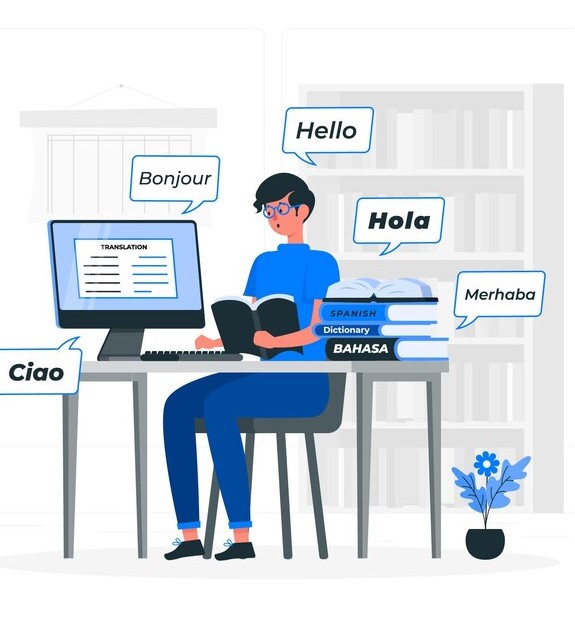 Hello
Bonjour
Hola
TRANSLATION
Merhaba
SPANISH
Dictionary
BAHASA
Ciao